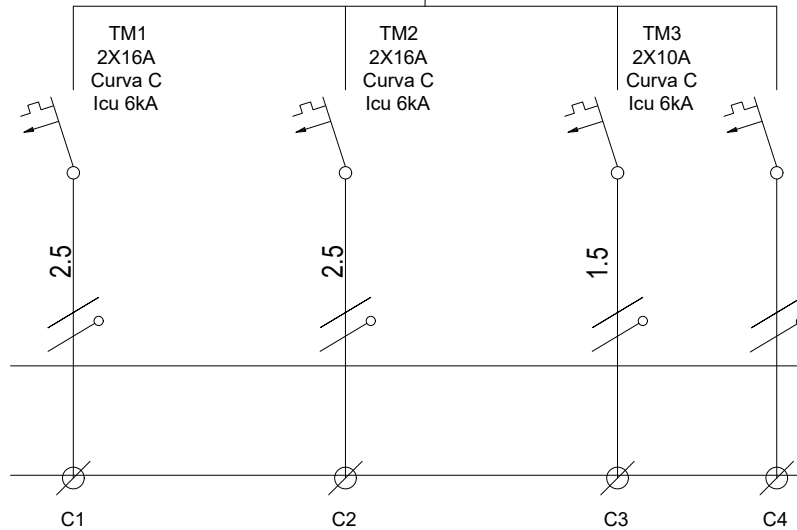 TM1
2X16A
Curva C
Icu 6kA
TM2
2X16A
Curva C
Icu 6kA
TM3
2X10A
Curva C
Icu 6kA
2.5
2.5
1.5
C1
C2
C3
C4